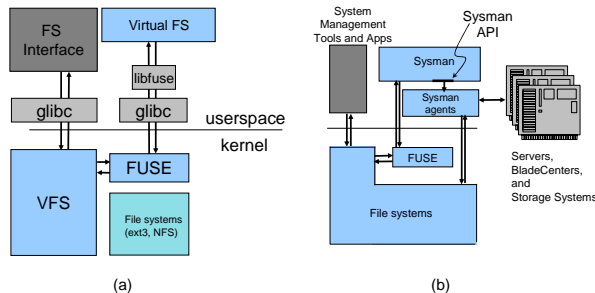 FS
Interface
Virtual FS
libfuse
glibc
glibc
userspace
kernel
VFS
FUSE
File systems
(ext3, NFS)
(a)
System
Management
Tools and Apps
Sysman
API
Sysman
Sysman
agents
FUSE
File systems
Servers,
BladeCenters,
and
Storage Systems
(b)